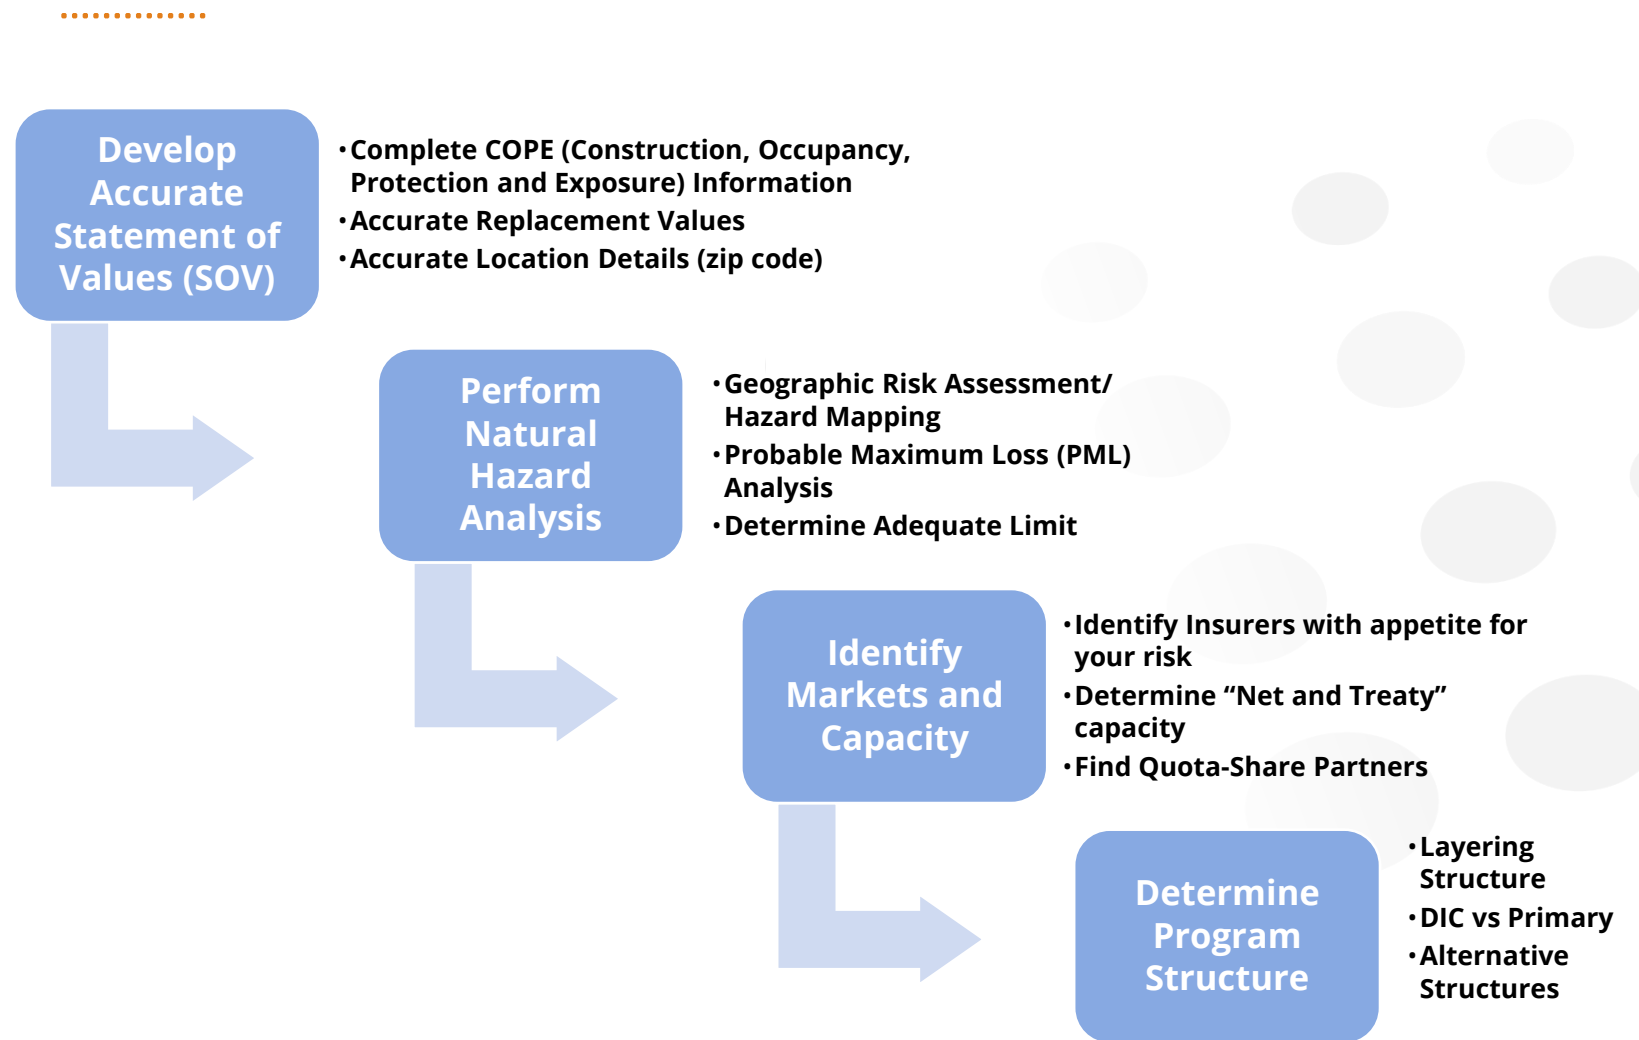 Develop
Accurate
Statement of
Values (SOV)
•Complete COPE (Construction, Occupancy,
Protection and Exposure) Information
•Accurate Replacement Values
•Accurate Location Details (zip code)
Perform
Natural
Hazard
Analysis
•Geographic Risk Assessment/
Hazard Mapping
•Probable Maximum Loss (PML)
Analysis
•Determine Adequate Limit
Identify
Markets and
Capacity
•Identify Insurers with appetite for
your risk
•Determine “Net and Treaty”
capacity
•Find Quota-Share Partners
Determine
Program
Structure
•Layering
Structure
•DIC vs Primary
•Alternative
Structures